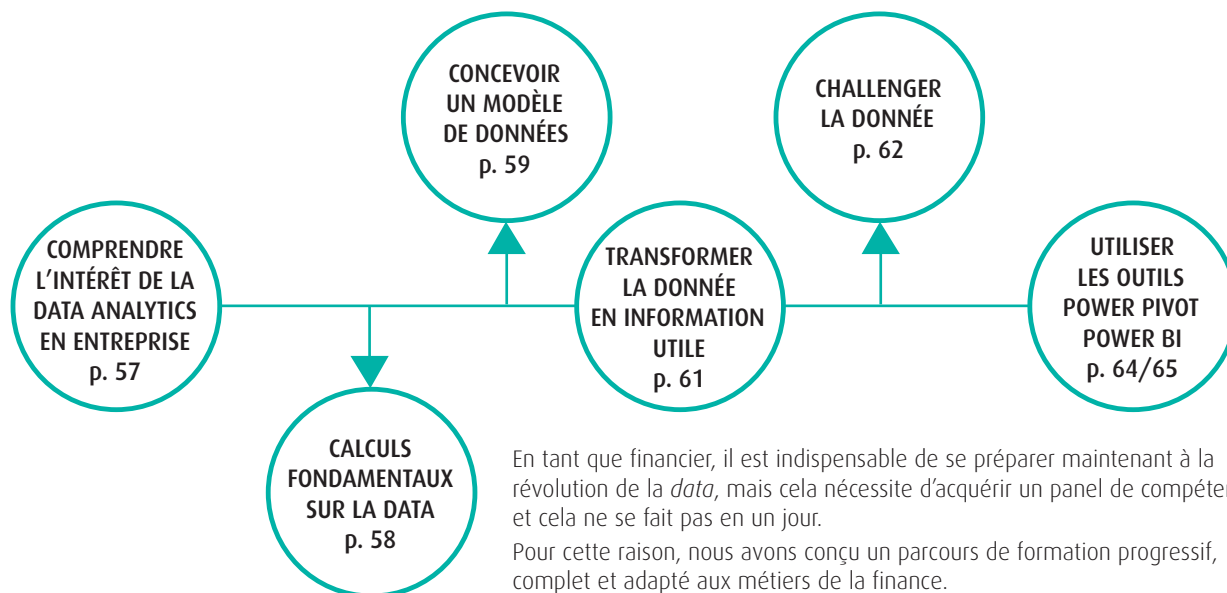 COMPRENDRE
L’INTÉRÊT DE LA
DATA ANALYTICS
EN ENTREPRISE
p. 57
CALCULS
FONDAMENTAUX
SUR LA DATA
p. 58
CONCEVOIR
UN MODÈLE
DE DONNÉES
p. 59
TRANSFORMER
LA DONNÉE
EN INFORMATION
UTILE
p. 61
CHALLENGER
LA DONNÉE
p. 62
UTILISER
LES OUTILS
POWER PIVOT
POWER BI
p. 64/65
En tant que financier, il est indispensable de se préparer maintenant à la
révolution de la data, mais cela nécessite d’acquérir un panel de
et cela ne se fait pas en un jour.
Pour cette raison, nous avons conçu un parcours de formation progressif,
complet et adapté aux métiers de la finance.